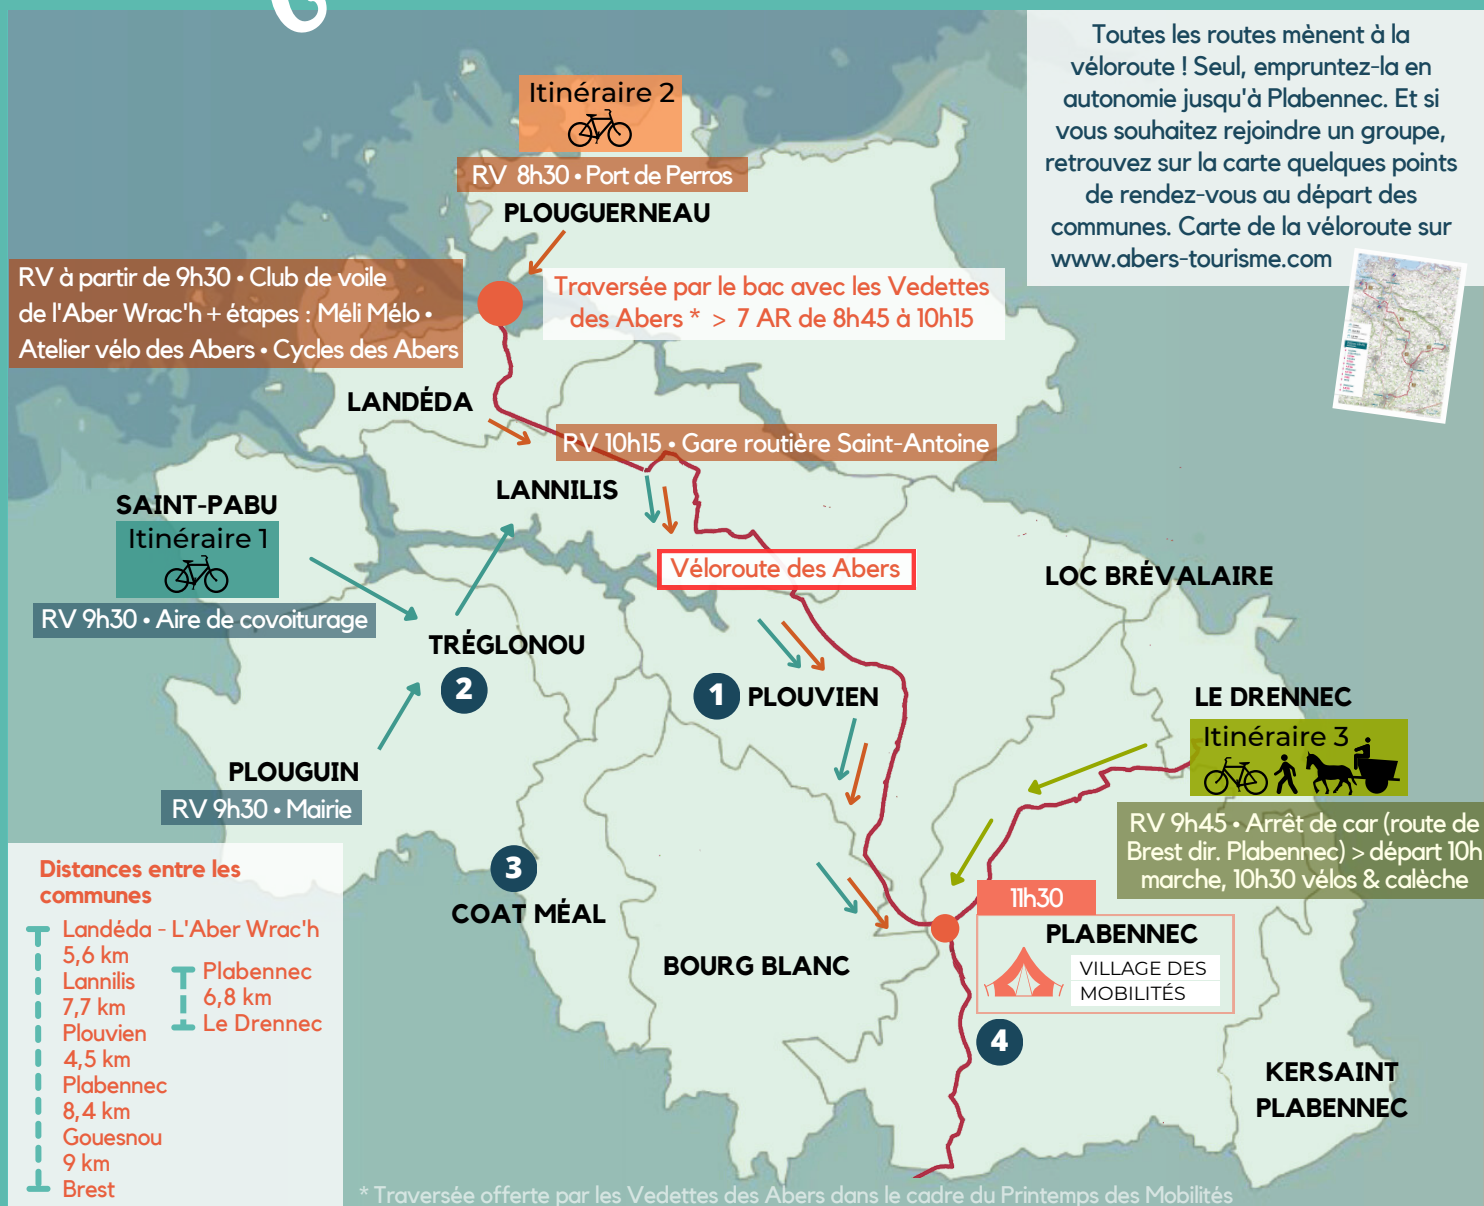 Toutes les routes mènent à la
véloroute ! Seul, empruntez-la en
autonomie jusqu'à Plabennec. Et si
vous souhaitez rejoindre un groupe,
retrouvez sur la carte quelques points
de rendez-vous au départ des
communes. Carte de la véloroute sur
www.abers-tourisme.com
Itinéraire 2
RV 8h30 • Port de Perros
PLOUGUERNEAU
RV à partir de 9h30 • Club de voile
de l'Aber Wrac'h + étapes : Méli Mélo •
Atelier vélo des Abers • Cycles des Abers
Traversée par le bac avec les Vedettes
des Abers * > 7 AR de 8h45 à 10h15
LANDÉDA
RV 10h15 • Gare routière Saint-Antoine
LANNILIS
SAINT-PABU
Itinéraire 1
RV 9h30 • Aire de covoiturage
Véloroute des Abers
LOC BRÉVALAIRE
TRÉGLONOU
2
1 PLOUVIEN
LE DRENNEC
Itinéraire 3
RV 9h45 • Arrêt de car (route de
Brest dir. Plabennec) > départ 10h
marche, 10h30 vélos & calèche
PLOUGUIN
RV 9h30 • Mairie
3
COAT MÉAL
11h30
PLABENNEC
VILLAGE DES
MOBILITÉS
BOURG BLANC
4
KERSAINT
PLABENNEC
Distances entre les
communes
Landéda - L'Aber Wrac'h
5,6 km
Lannilis
7,7 km
Plouvien
4,5 km
Plabennec
8,4 km
Gouesnou
9 km
Brest
Plabennec
6,8 km
Le Drennec
* Traversée offerte par les Vedettes des Abers dans le cadre du Printemps des Mobilités